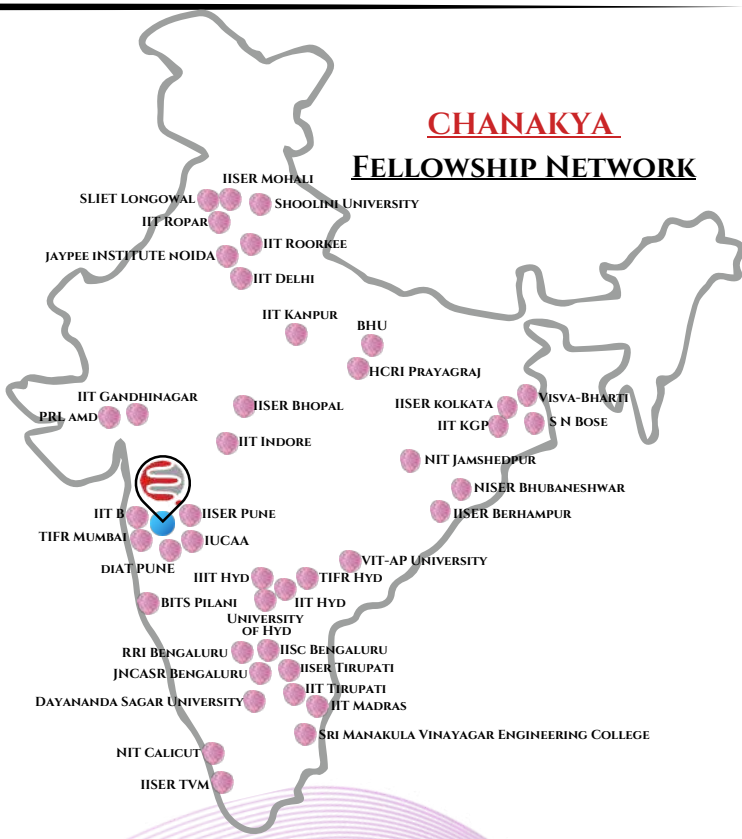 CHANAKYA
FELLOWSHIP NETWORK
IISER MOHALI
SLIET LONGOWAL
SHOOLINI UNIVERSITY
IIT ROPAR
IIT ROORKEE
JAYPEE INSTITUTE NOIDA
IIT DELHI
IIT KANPUR
BHU
HCRI PRAYAGRAJ
IIT GANDHINAGAR
PRL AMD
IISER BHOPAL
IISER KOLKATA
VISVA-BHARTI
IIT KGP
S N BOSE
IIT INDORE
NIT JAMSHEDPUR
NISER BHUBANESHWAR
IISER BERHAMPUR
IIT B
IISER PUNE
TIFR MUMBAI
IUCAA
DIAT PUNE
VIT-AP UNIVERSITY
IIIT HYD
TIFR HYD
BITS PILANI
IIT HYD
UNIVERSITY
OF HYD
RRI BENGALURU
IISc BENGALURU
JNCASR BENGALURU
IISER TIRUPATI
IIT TIRUPATI
DAYANANDA SAGAR UNIVERSITY
IIT MADRAS
SRI MANAKULA VINAYAGAR ENGINEERING COLLEGE
NIT CALICUT
IISER TVM